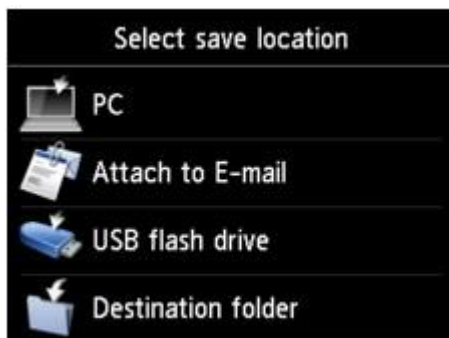 Select save location
PC
Attach to E-mail
USB flash drive
Destination folder